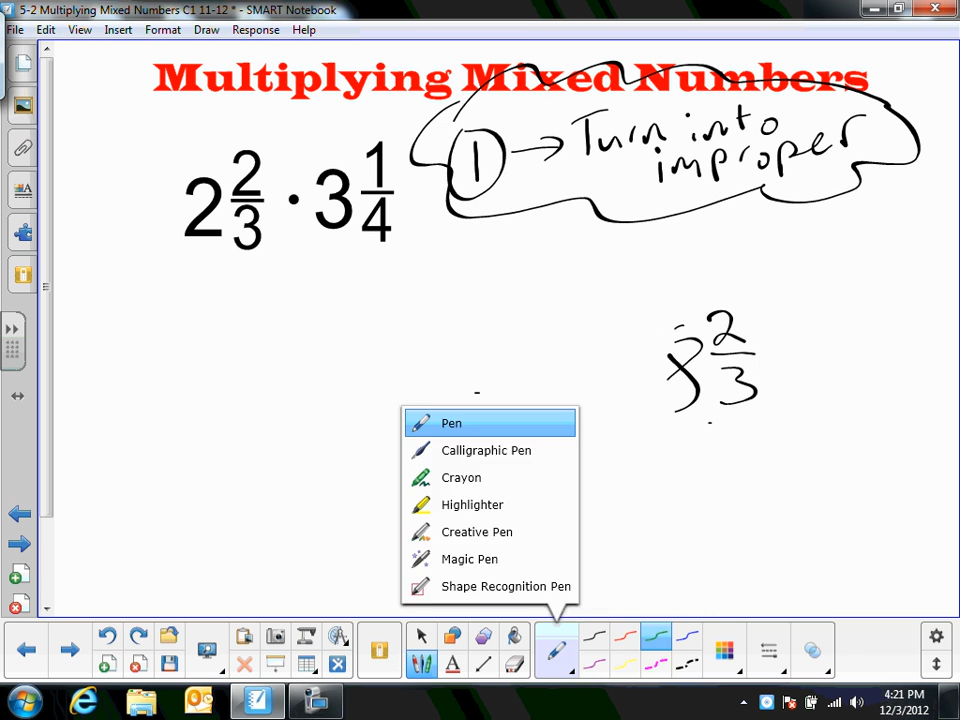 5-2 Multiplying Mixed Numbers C1 11-12 * - SMART Notebook
File Edit View Insert Format Draw Response Help
Multiplying Mixed Numbers
2 2/3 · 3 1/4
1 → Turn into
improper
2/3
Pen
Calligraphic Pen
Crayon
Highlighter
Creative Pen
Magic Pen
Shape Recognition Pen
4:21 PM
12/3/2012